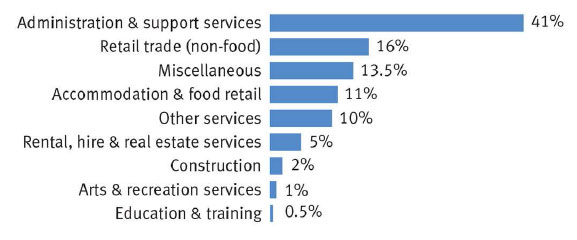 Administration & support services 41%
Retail trade (non-food) 16%
Miscellaneous 13.5%
Accommodation & food retail 11%
Other services 10%
Rental, hire & real estate services 5%
Construction 2%
Arts & recreation services 1%
Education & training 0.5%